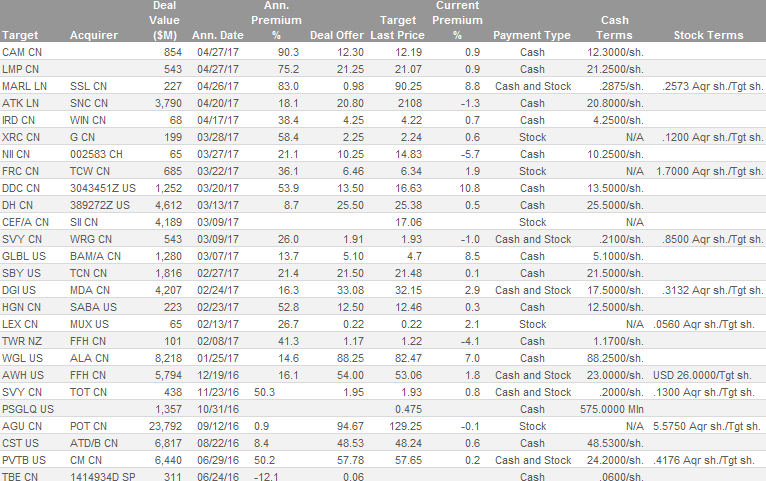 Deal Ann. Current
Value Premium Target Premium Cash
Target Acquirer ($M) Ann. Date % Deal Offer Last Price % Payment Type Terms Stock Terms
CAM CN 854 04/27/17 90.3 12.30 12.19 0.9 Cash 12.3000/sh.
LMP CN 543 04/27/17 75.2 21.25 21.07 0.9 Cash 21.2500/sh.
MARL LN SSL CN 227 04/26/17 83.0 0.98 90.25 8.8 Cash and Stock .2875/sh. .2573 Aqr sh./Tgt sh.
ATK LN SNC CN 3,790 04/20/17 18.1 20.80 2108 -1.3 Cash 20.8000/sh.
IRD CN WIN CN 68 04/17/17 38.4 4.25 4.22 0.7 Cash 4.2500/sh.
XRC CN G CN 199 03/28/17 58.4 2.25 2.24 0.6 Stock N/A .1200 Aqr sh./Tgt sh.
NII CN 002583 CH 65 03/27/17 21.1 10.25 14.83 -5.7 Cash 10.2500/sh.
FRC CN TCW CN 685 03/22/17 36.1 6.46 6.34 1.9 Stock N/A 1.7000 Aqr sh./Tgt sh.
DDC CN 3043451Z US 1,252 03/20/17 53.9 13.50 16.63 10.8 Cash 13.5000/sh.
DH CN 389272Z US 4,612 03/13/17 8.7 25.50 25.38 0.5 Cash 25.5000/sh.
CEF/A CN SII CN 4,189 03/09/17 17.06 Stock N/A
SVY CN WRG CN 543 03/09/17 26.0 1.91 1.93 -1.0 Cash and Stock .2100/sh. .8500 Aqr sh./Tgt sh.
GLBL US BAM/A CN 1,280 03/07/17 13.7 5.10 4.7 8.5 Cash 5.1000/sh.
SBY US TCN CN 1,816 02/27/17 21.4 21.50 21.48 0.1 Cash 21.5000/sh.
DGI US MDA CN 4,207 02/24/17 16.3 33.08 32.15 2.9 Cash and Stock 17.5000/sh. .3132 Aqr sh./Tgt sh.
HGN CN SABA US 223 02/23/17 52.8 12.50 12.46 0.3 Cash 12.5000/sh.
LEX CN MUX US 65 02/13/17 26.7 0.22 0.22 2.1 Stock N/A .0560 Aqr sh./Tgt sh.
TWR NZ FFH CN 101 02/08/17 41.3 1.17 1.22 -4.1 Cash 1.1700/sh.
WGL US ALA CN 8,218 01/25/17 14.6 88.25 82.47 7.0 Cash 88.2500/sh.
AWH US FFH CN 5,794 12/19/16 16.1 54.00 53.06 1.8 Cash and Stock 23.0000/sh. USD 26.0000/Tgt sh.
SVY CN TOT CN 438 11/23/16 50.3 1.95 1.93 0.8 Cash and Stock .2000/sh. .1300 Aqr sh./Tgt sh.
PSGLQ US 1,357 10/31/16 0.475 Cash 575.0000 Mln
AGU CN POT CN 23,792 09/12/16 0.9 94.67 129.25 -0.1 Stock N/A 5.5750 Aqr sh./Tgt sh.
CST US ATD/B CN 6,817 08/22/16 8.4 48.53 48.24 0.6 Cash 48.5300/sh.
PVTB US CM CN 6,440 06/29/16 50.2 57.78 57.65 0.2 Cash and Stock 24.2000/sh. .4176 Aqr sh./Tgt sh.
TBE CN 1414934D SP 311 06/24/16 -12.1 0.06 Cash .0600/sh.